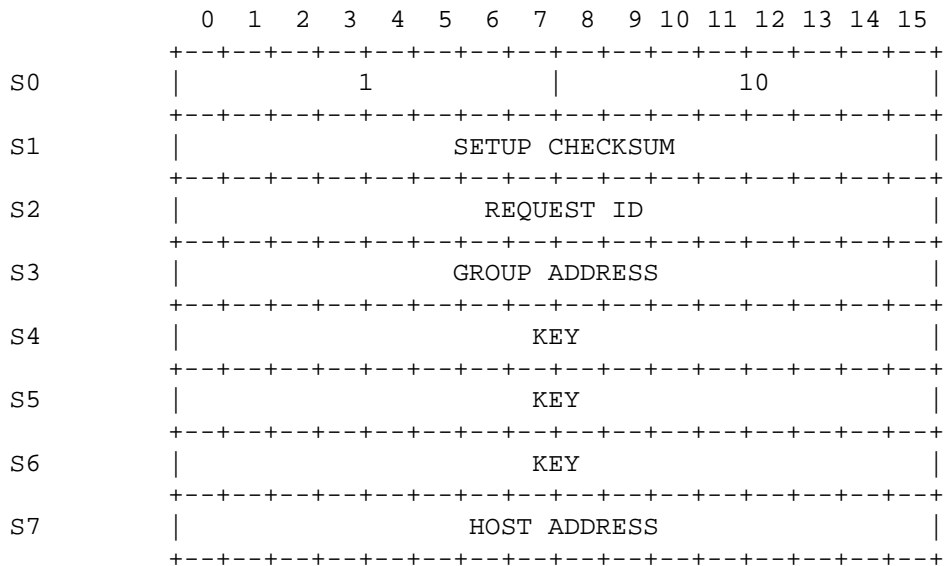 0  1  2  3  4  5  6  7  8  9 10 11 12 13 14 15
+--+--+--+--+--+--+--+--+--+--+--+--+--+--+--+--+
S0 | 1 | 10 |
+--+--+--+--+--+--+--+--+--+--+--+--+--+--+--+--+
S1 | SETUP CHECKSUM |
+--+--+--+--+--+--+--+--+--+--+--+--+--+--+--+--+
S2 | REQUEST ID |
+--+--+--+--+--+--+--+--+--+--+--+--+--+--+--+--+
S3 | GROUP ADDRESS |
+--+--+--+--+--+--+--+--+--+--+--+--+--+--+--+--+
S4 | KEY |
+--+--+--+--+--+--+--+--+--+--+--+--+--+--+--+--+
S5 | KEY |
+--+--+--+--+--+--+--+--+--+--+--+--+--+--+--+--+
S6 | KEY |
+--+--+--+--+--+--+--+--+--+--+--+--+--+--+--+--+
S7 | HOST ADDRESS |
+--+--+--+--+--+--+--+--+--+--+--+--+--+--+--+--+